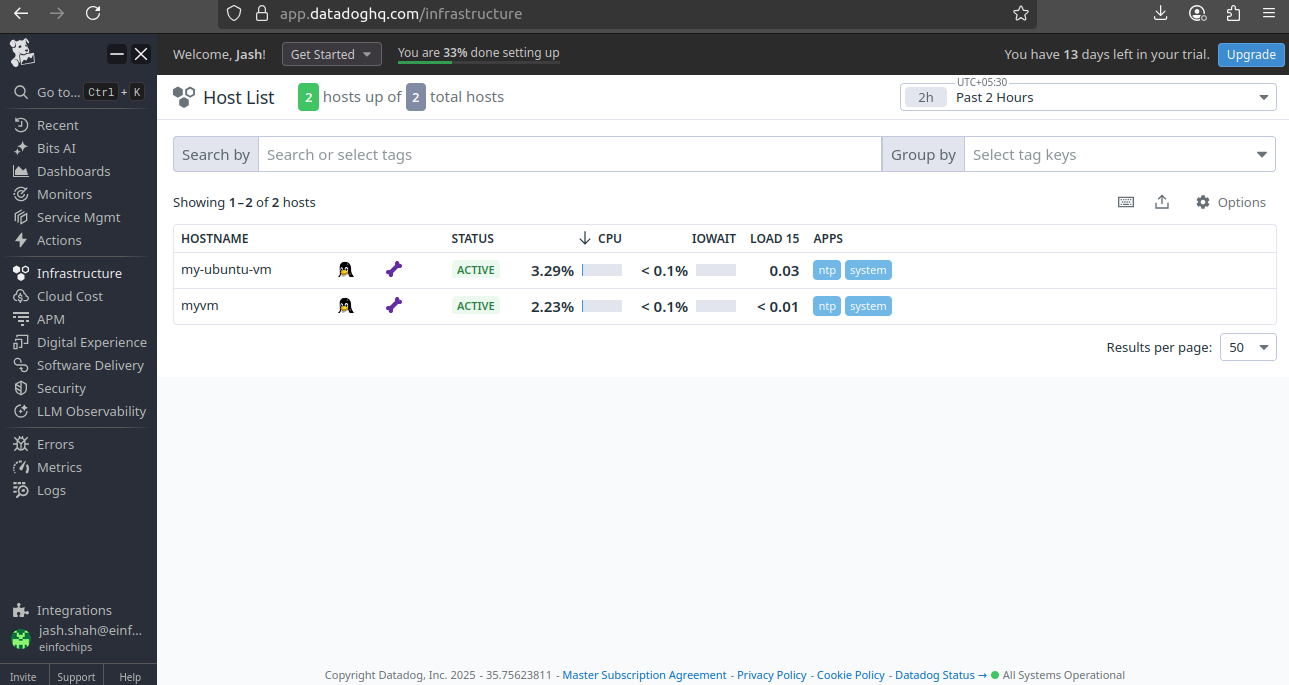 app.datadoghq.com/infrastructure
Welcome, Jash!
Get Started
You are 33% done setting up
You have 13 days left in your trial.
Upgrade
Go to... Ctrl + K
Recent
Bits AI
Dashboards
Monitors
Service Mgmt
Actions
Infrastructure
Cloud Cost
APM
Digital Experience
Software Delivery
Security
LLM Observability
Errors
Metrics
Logs
Integrations
jash.shah@einf...
einfochips
Invite Support Help
Host List
2 hosts up of 2 total hosts
UTC+05:30
2h Past 2 Hours
Search by Search or select tags
Group by Select tag keys
Showing 1–2 of 2 hosts
Options
HOSTNAME STATUS CPU IOWAIT LOAD 15 APPS
my-ubuntu-vm ACTIVE 3.29% < 0.1% 0.03 ntp system
myvm ACTIVE 2.23% < 0.1% < 0.01 ntp system
Results per page: 50
Copyright Datadog, Inc. 2025 - 35.75623811 - Master Subscription Agreement - Privacy Policy - Cookie Policy - Datadog Status → All Systems Operational